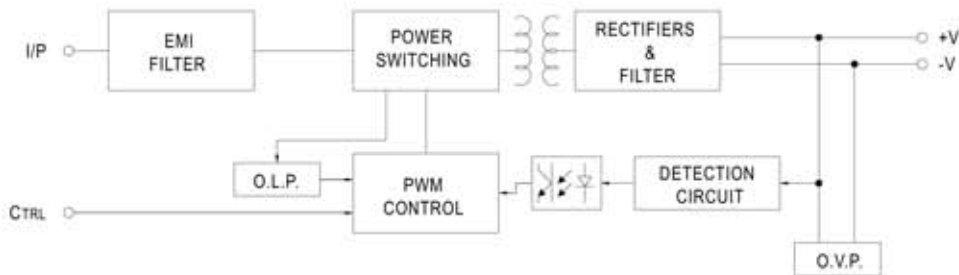 I/P
EMI
FILTER
POWER
SWITCHING
RECTIFIERS
&
FILTER
+V
-V
O.L.P.
PWM
CONTROL
DETECTION
CIRCUIT
CTRL
O.V.P.